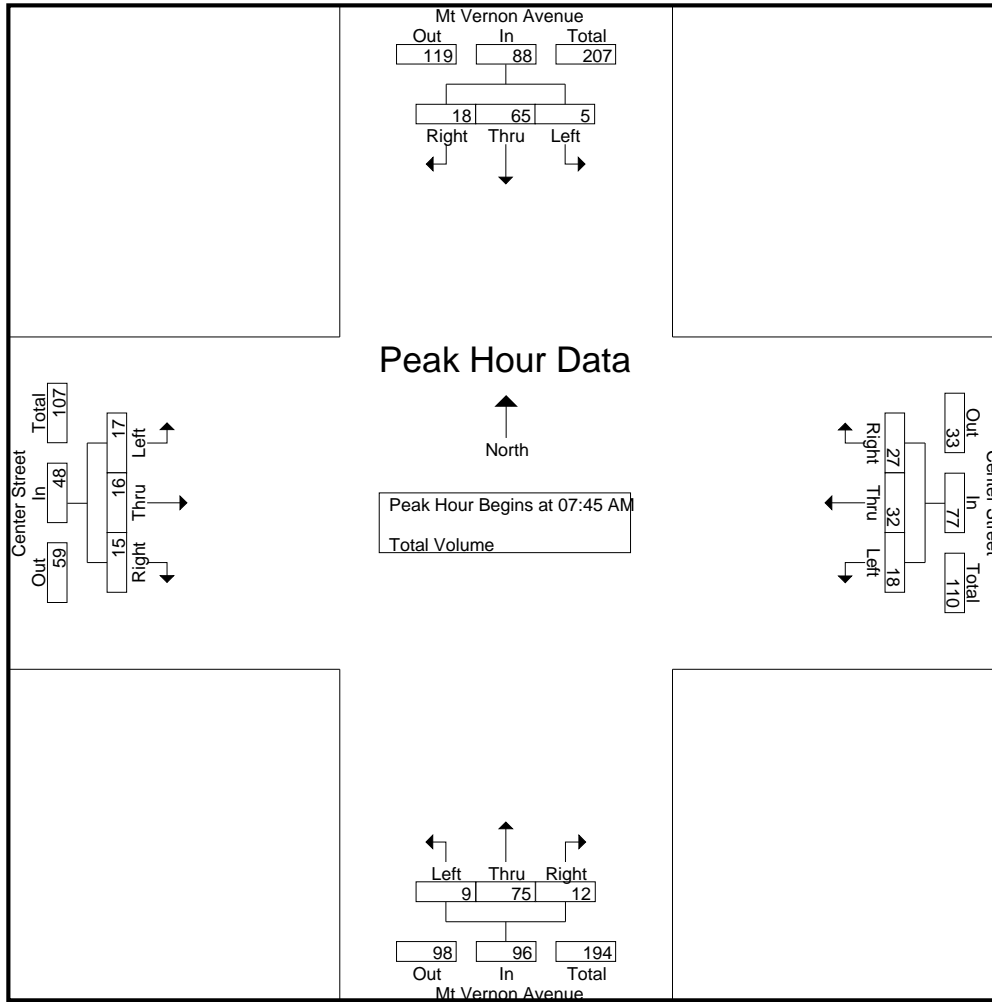 Mt Vernon Avenue
Out In Total
119 88 207
18 65 5
Right Thru Left
Peak Hour Data
North
Peak Hour Begins at 07:45 AM
Total Volume
Center Street
Out In Total
59 48 107
Right Thru Left
15 16 17
Center Street
Out In Total
33 77 110
27 32 18
Right Thru Left
Left Thru Right
9 75 12
98 96 194
Out In Total
Mt Vernon Avenue